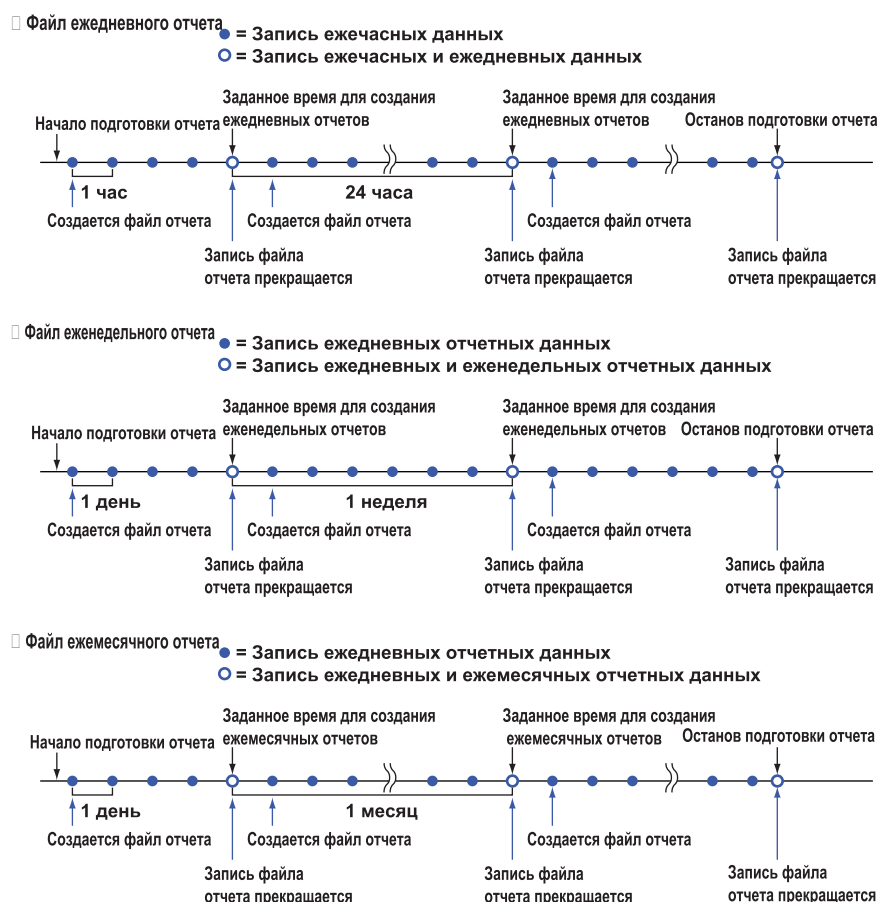 Файл ежедневного отчета
= Запись ежечасных данных
= Запись ежечасных и ежедневных данных
Заданное время для создания
ежедневных отчетов
Заданное время для создания
ежедневных отчетов
Начало подготовки отчета
Останов подготовки отчета
1 час
24 часа
Создается файл отчета
Создается файл отчета
Создается файл отчета
Запись файла
отчета прекращается
Запись файла
отчета прекращается
Запись файла
отчета прекращается
Файл еженедельного отчета
= Запись ежедневных отчетных данных
= Запись ежедневных и еженедельных отчетных данных
Заданное время для создания
еженедельных отчетов
Заданное время для создания
еженедельных отчетов
Начало подготовки отчета
Останов подготовки отчета
1 день
1 неделя
Создается файл отчета
Создается файл отчета
Создается файл отчета
Запись файла
отчета прекращается
Запись файла
отчета прекращается
Запись файла
отчета прекращается
Файл ежемесячного отчета
= Запись ежедневных отчетных данных
= Запись ежедневных и ежемесячных отчетных данных
Заданное время для создания
ежемесячных отчетов
Заданное время для создания
ежемесячных отчетов
Начало подготовки отчета
Останов подготовки отчета
1 день
1 месяц
Создается файл отчета
Создается файл отчета
Создается файл отчета
Запись файла
отчета прекращается
Запись файла
отчета прекращается
Запись файла
отчета прекращается